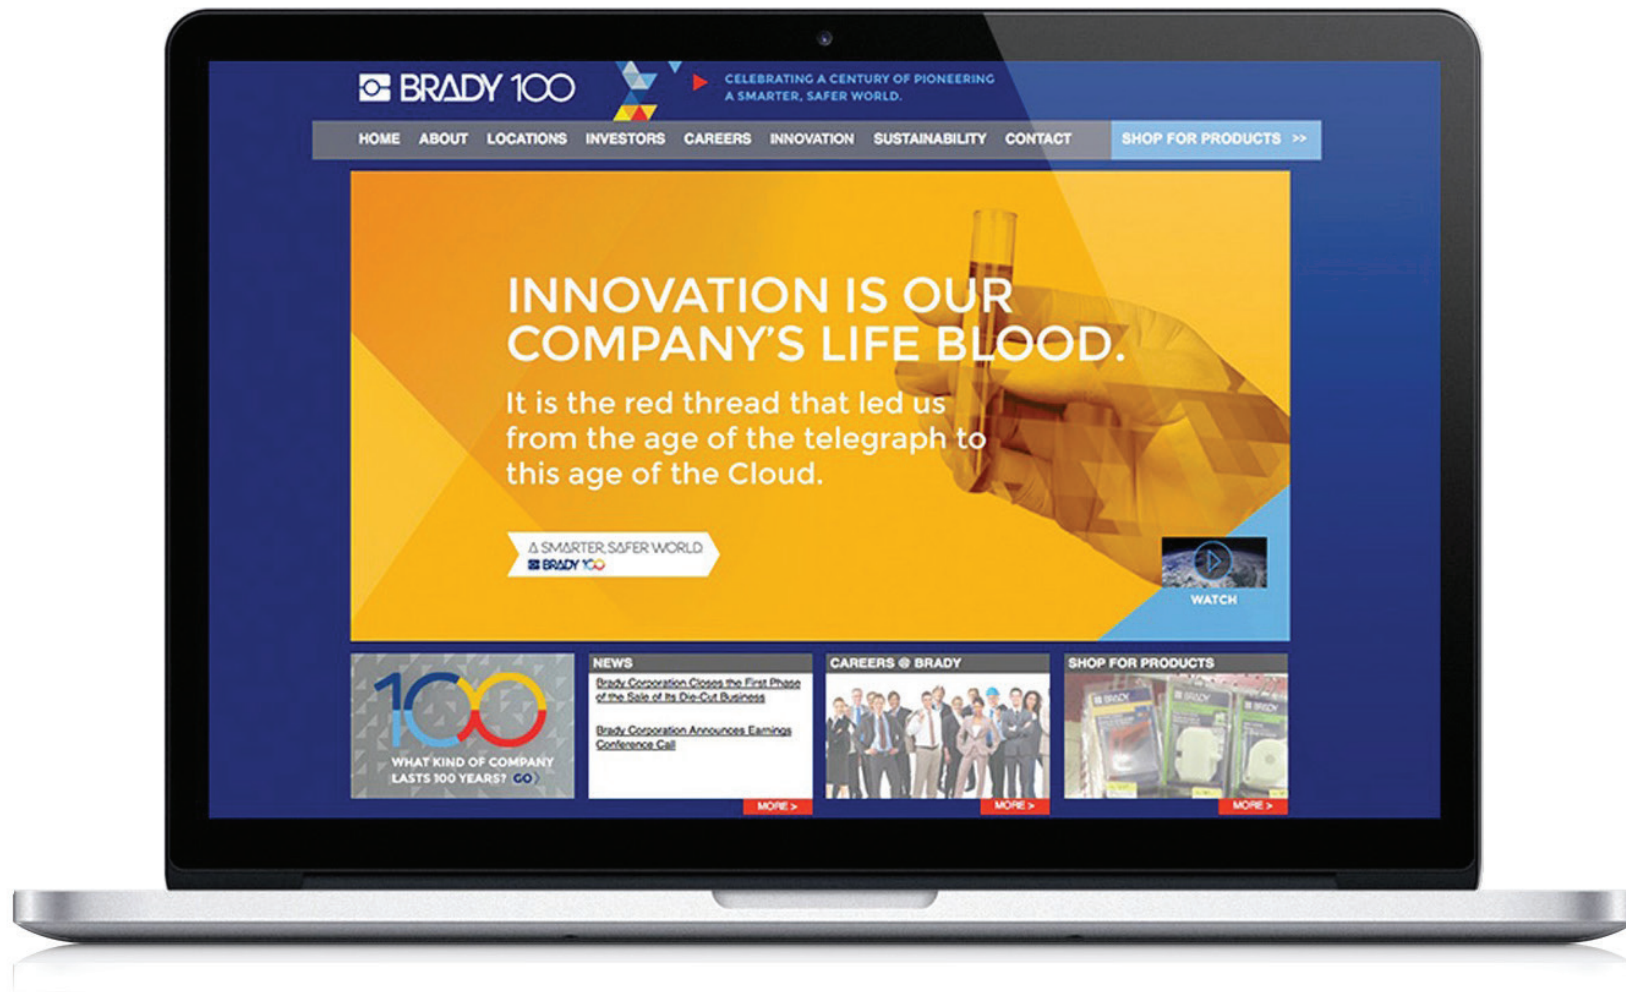 BRADY 100
CELEBRATING A CENTURY OF PIONEERING
A SMARTER, SAFER WORLD.
HOME ABOUT LOCATIONS INVESTORS CAREERS INNOVATION SUSTAINABILITY CONTACT SHOP FOR PRODUCTS >>
INNOVATION IS OUR
COMPANY'S LIFE BLOOD.
It is the red thread that led us
from the age of the telegraph to
this age of the Cloud.
A SMARTER, SAFER WORLD
BRADY 100
WATCH
100
WHAT KIND OF COMPANY
LASTS 100 YEARS? GO >
NEWS
Brady Corporation Closes the First Phase
of the Sale of Its Die-Cut Business
Brady Corporation Announces Earnings
Conference Call
MORE >
CAREERS @ BRADY
MORE >
SHOP FOR PRODUCTS
BRADY
BRADY
BRADY
MORE >